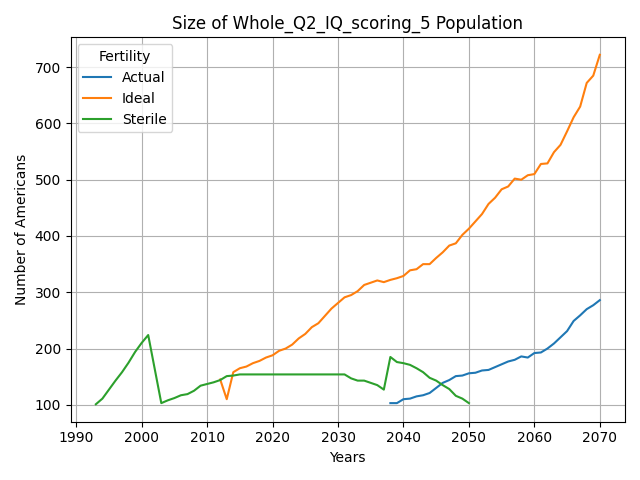 Size of Whole_Q2_IQ_scoring_5 Population
Fertility
Actual
Ideal
Sterile
Number of Americans
700
600
500
400
300
200
100
1990
2000
2010
2020
2030
2040
2050
2060
2070
Years